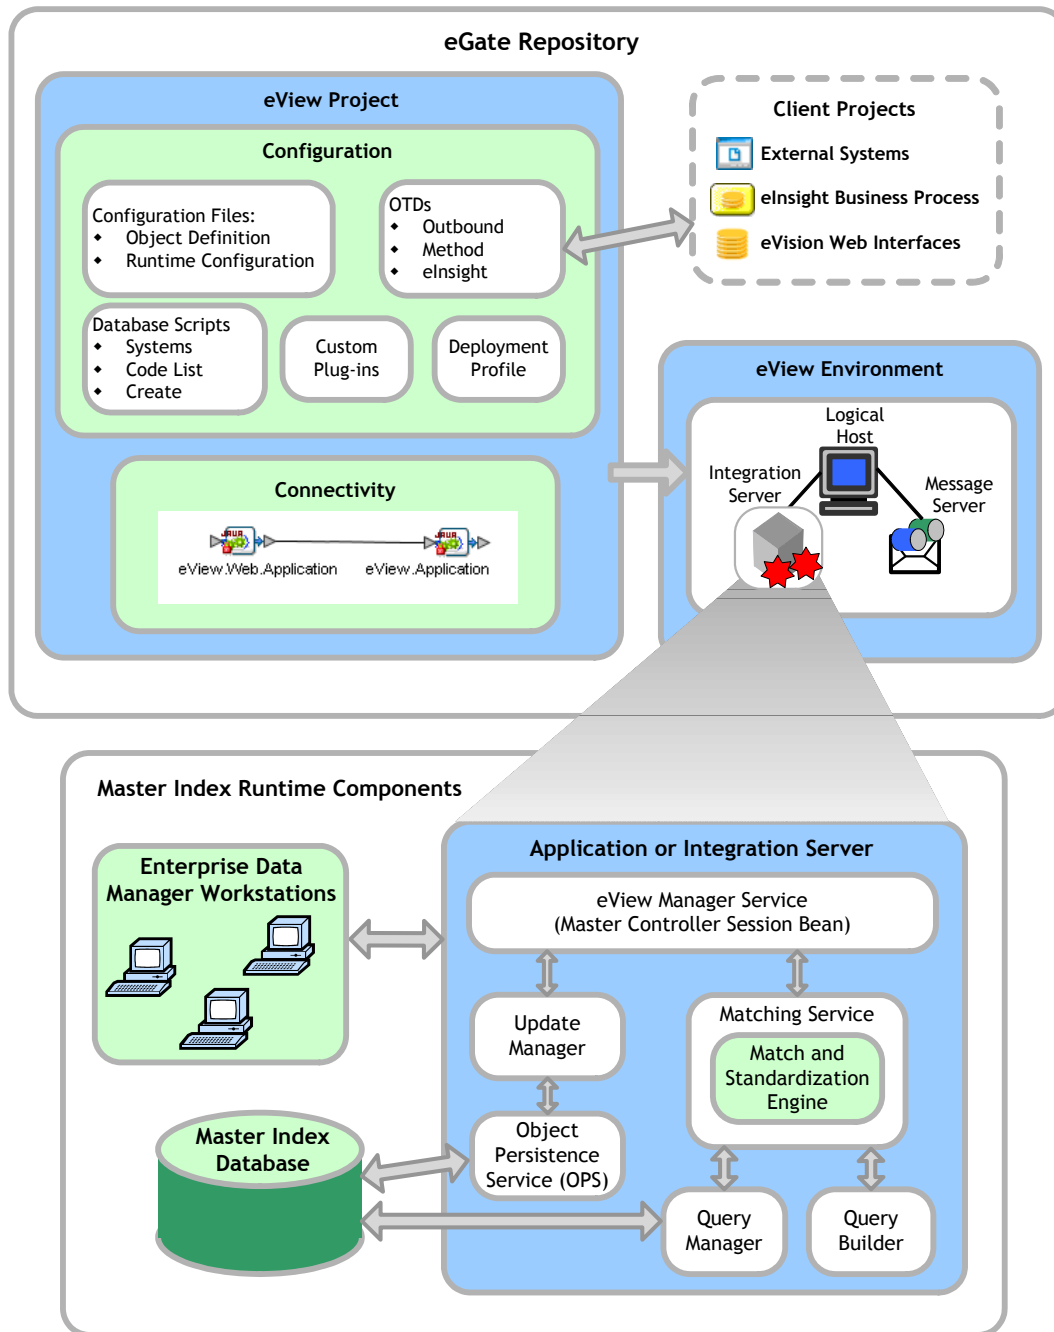 eGate Repository
eView Project
Configuration
Configuration Files:
◆ Object Definition
◆ Runtime Configuration
OTDs
◆ Outbound
◆ Method
◆ eInsight
Database Scripts
◆ Systems
◆ Code List
◆ Create
Custom
Plug-ins
Deployment
Profile
Connectivity
JAVA
JAVA
eView.Web.Application
eView.Application
Client Projects
External Systems
eInsight Business Process
eVision Web Interfaces
eView Environment
Logical
Host
Integration
Server
Message
Server
Master Index Runtime Components
Enterprise Data
Manager Workstations
Application or Integration Server
eView Manager Service
(Master Controller Session Bean)
Update
Manager
Matching Service
Match and
Standardization
Engine
Object
Persistence
Service (OPS)
Master Index
Database
Query
Manager
Query
Builder